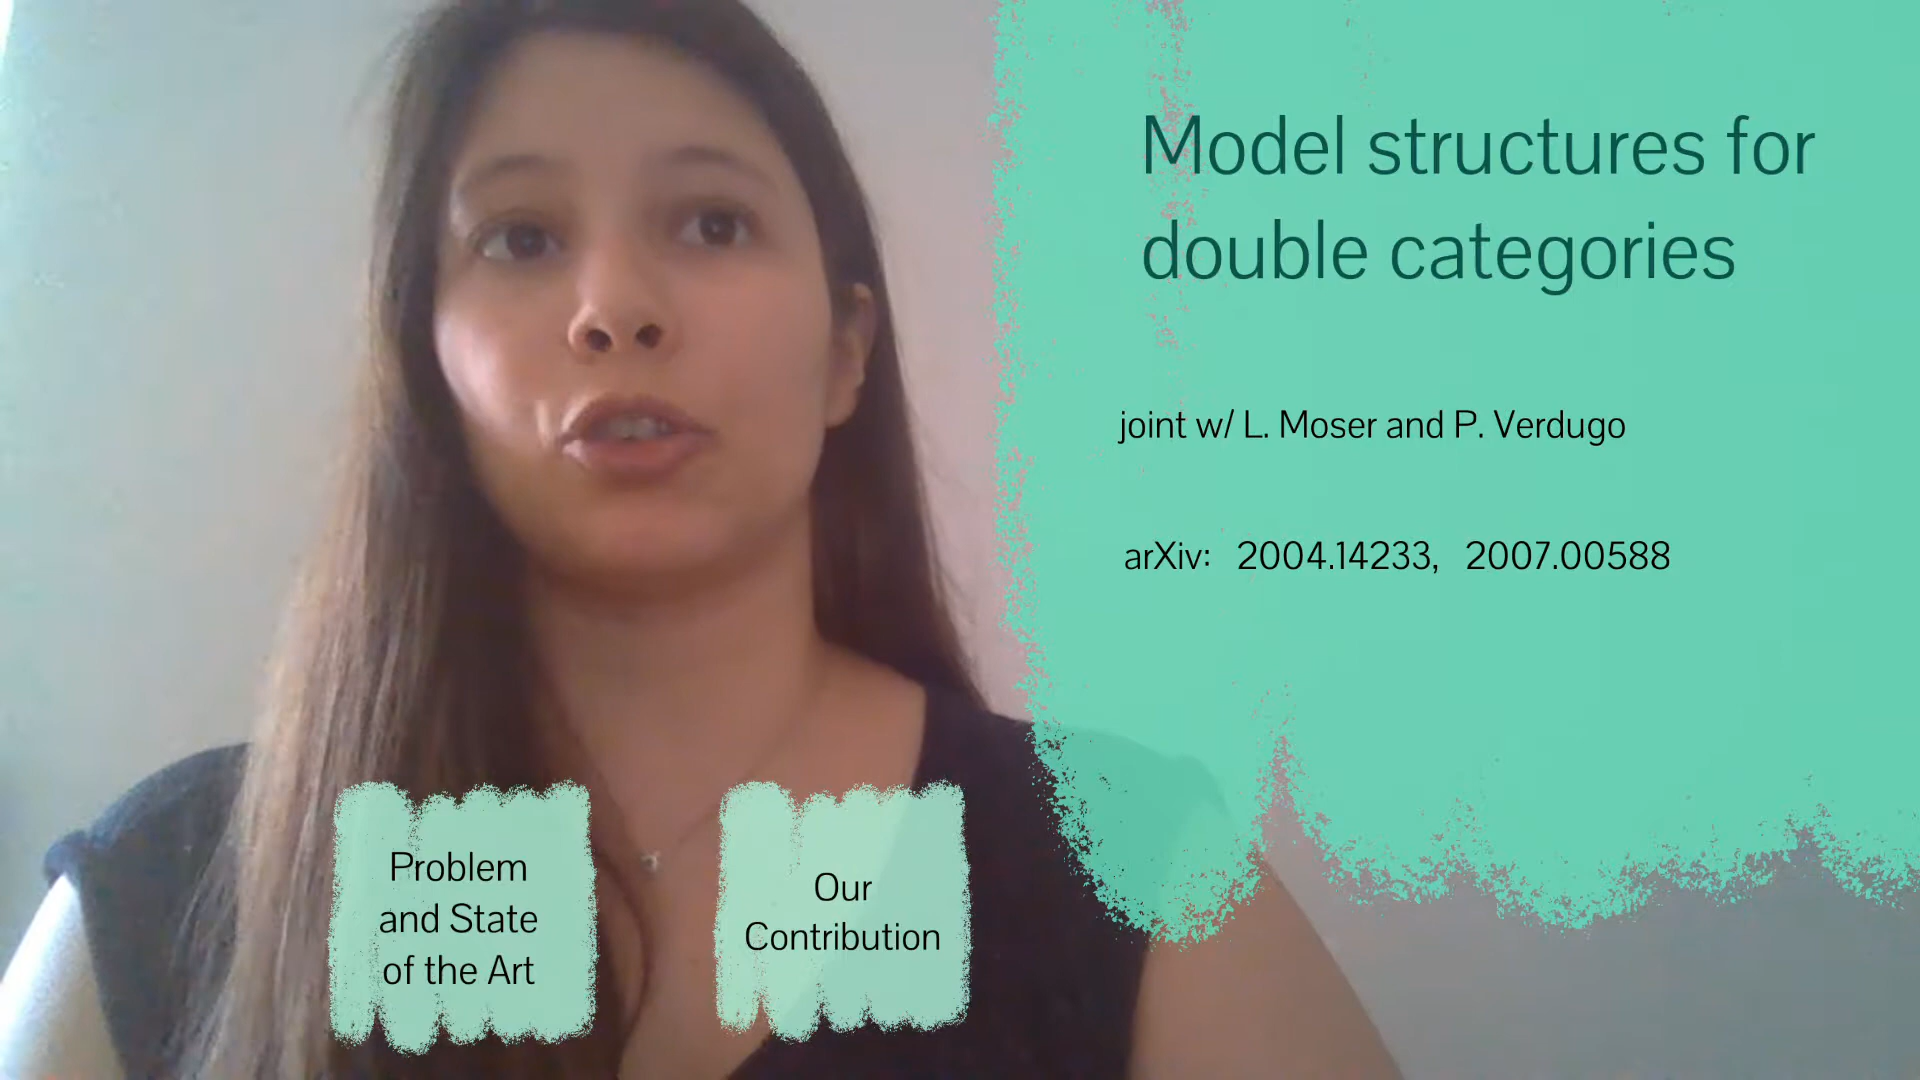 Model structures for
double categories
joint w/ L. Moser and P. Verdugo
arXiv: 2004.14233, 2007.00588
Problem
and State
of the Art
Our
Contribution